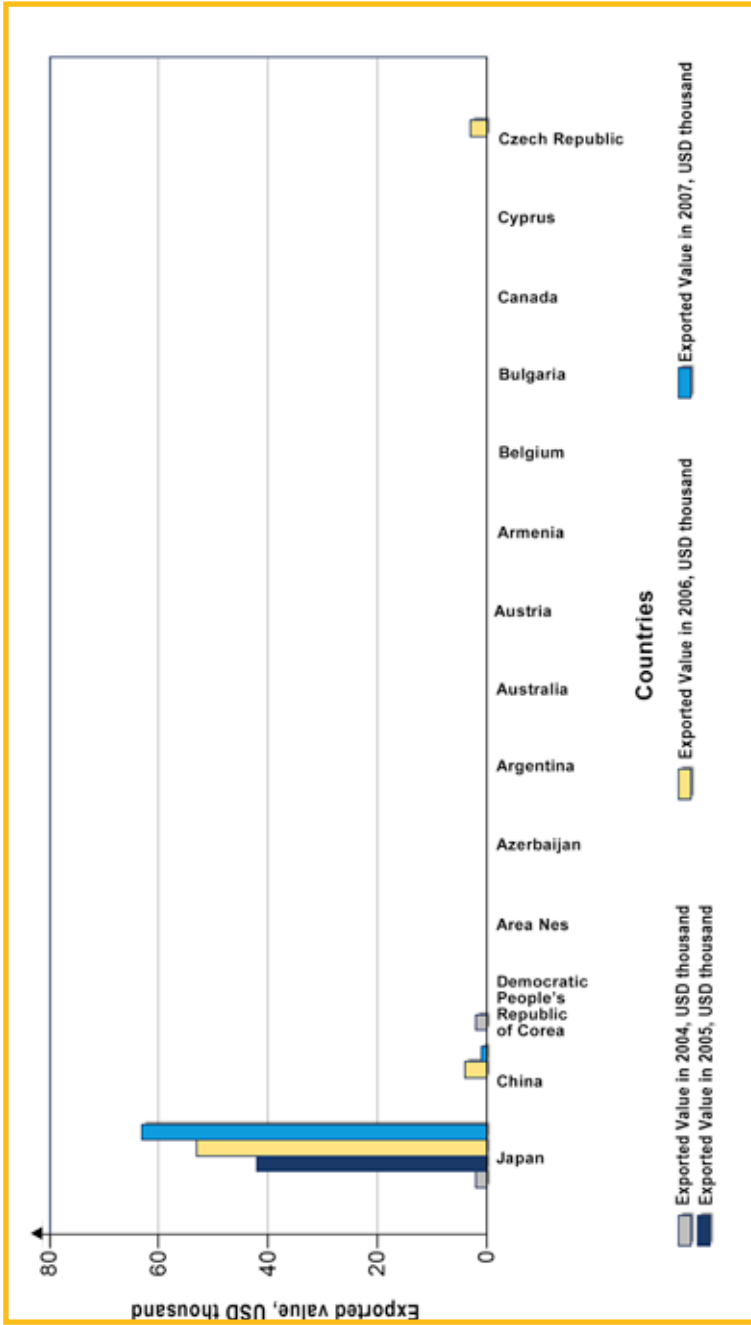 Exported value, USD thousand
80
60
40
20
0
Japan
China
Democratic
People's
Republic
of Corea
Area Nes
Azerbaijan
Argentina
Australia
Austria
Armenia
Belgium
Bulgaria
Canada
Cyprus
Czech Republic
Countries
Exported Value in 2004, USD thousand
Exported Value in 2005, USD thousand
Exported Value in 2006, USD thousand
Exported Value in 2007, USD thousand